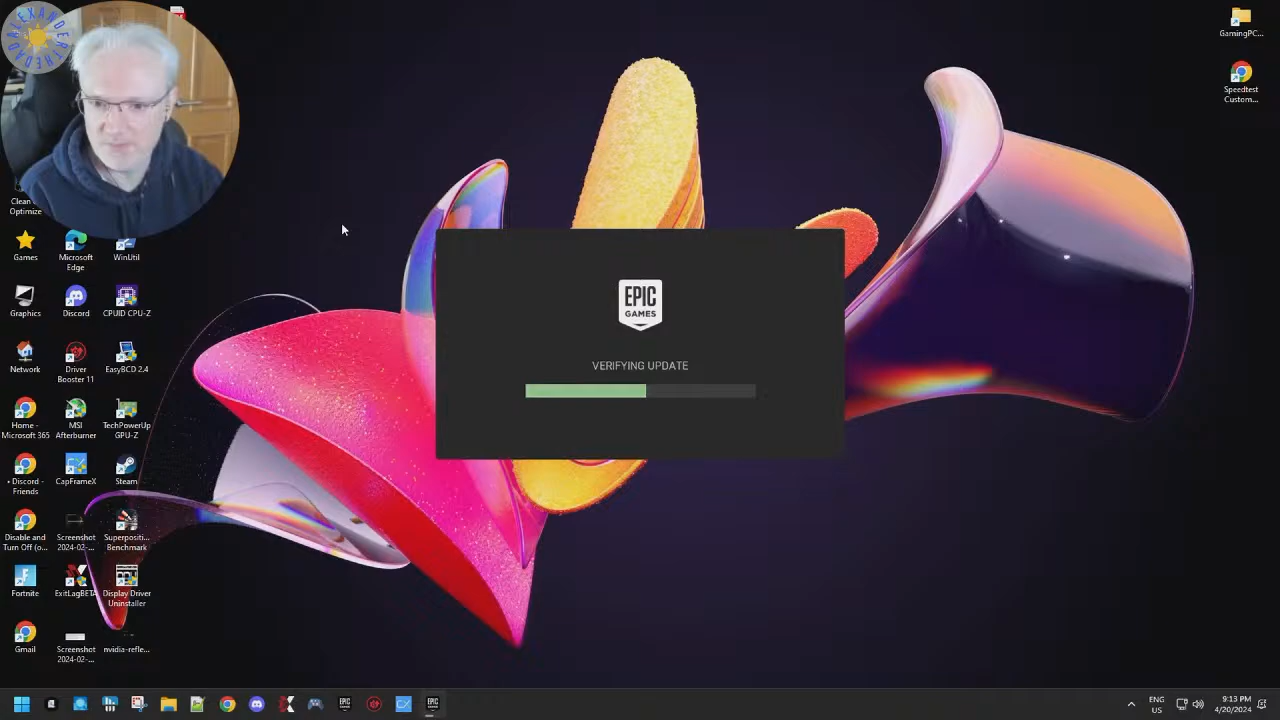 ALEXANDERTHEDAD
GamingPC...
Speedtest
Custom...
Clean
Optimize
Games
Microsoft
Edge
WinUtil
Graphics
Discord
CPUID CPU-Z
Network
Driver
Booster 11
EasyBCD 2.4
Home -
Microsoft 365
MSI
Afterburner
TechPowerUp
GPU-Z
• Discord -
Friends
CapFrameX
Steam
Disable and
Turn Off (o...
Screenshot
2024-02-...
Superpositi...
Benchmark
Fortnite
ExitLagBETA
Display Driver
Uninstaller
Gmail
Screenshot
2024-02-...
nvidia-refle...
EPIC
GAMES
VERIFYING UPDATE
EPIC
EPIC
ENG
US
9:13 PM
4/20/2024